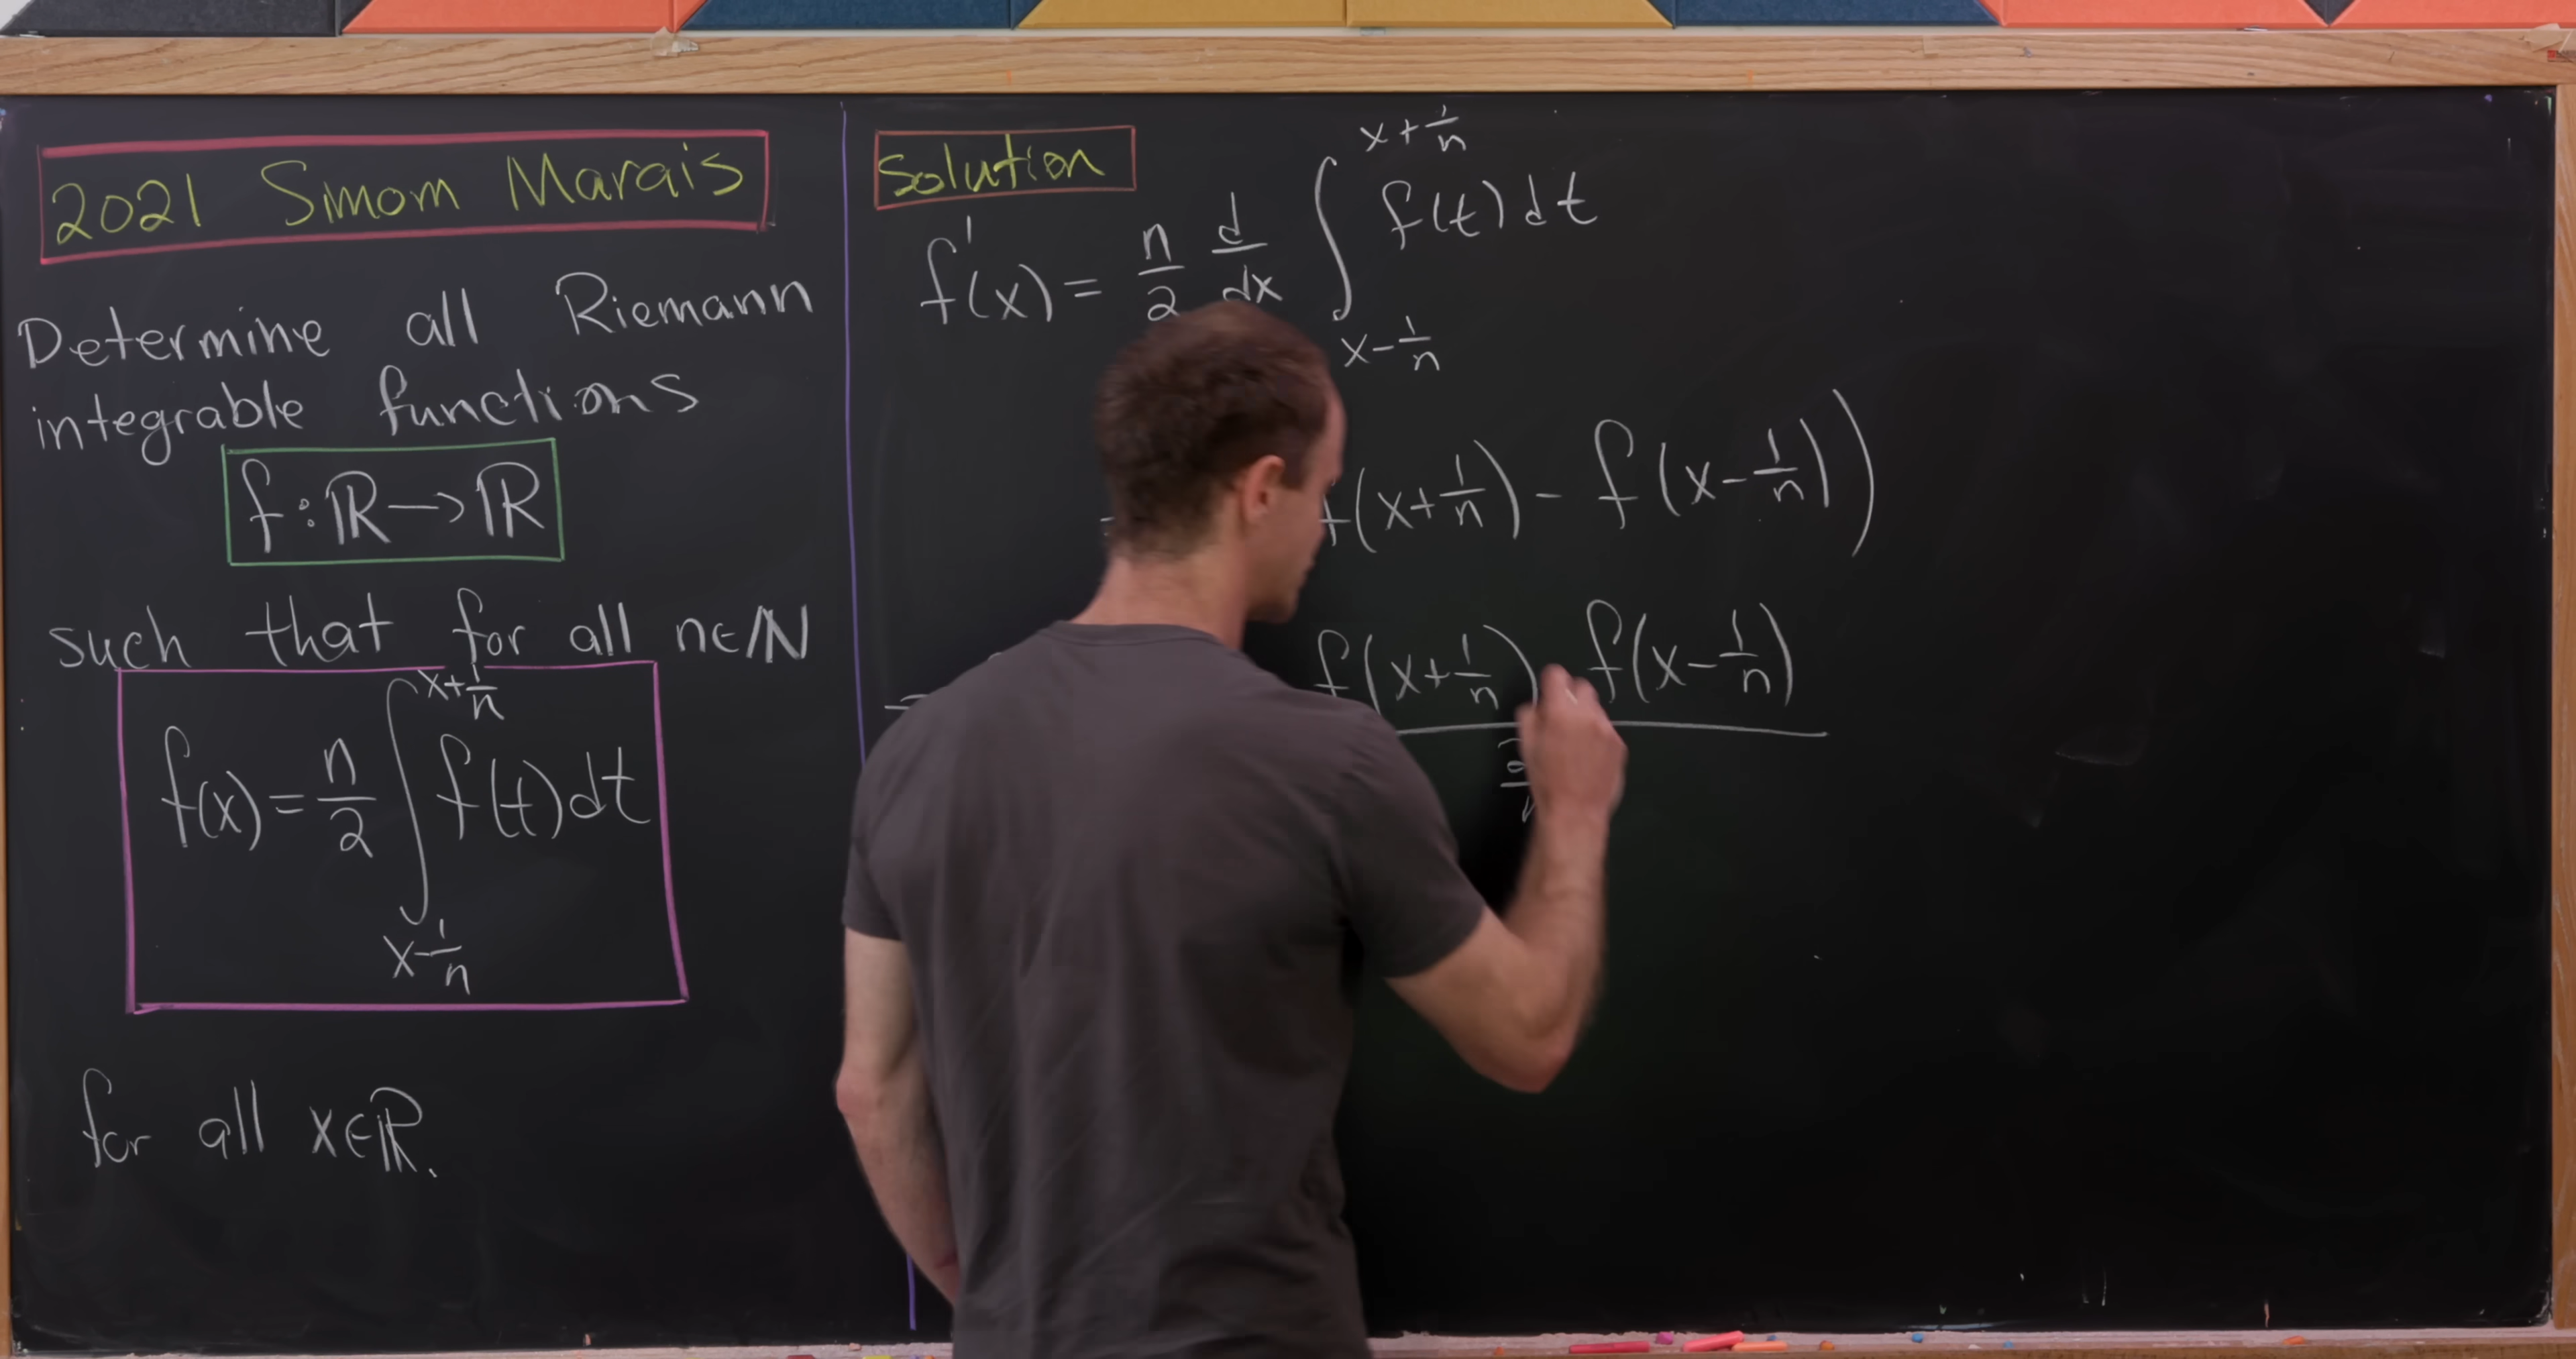 2021 Simom Marais
Determine all Riemann
integrable functions
f : ℝ → ℝ
such that for all n∈ℕ
f(x) = n/2 ∫_{x-1/n}^{x+1/n} f(t)dt
for all x∈ℝ.
Solution
f'(x) = n/2 d/dx ∫_{x-1/n}^{x+1/n} f(t)dt
f(x+1/n) - f(x-1/n))
f(x+1/n) f(x-1/n)